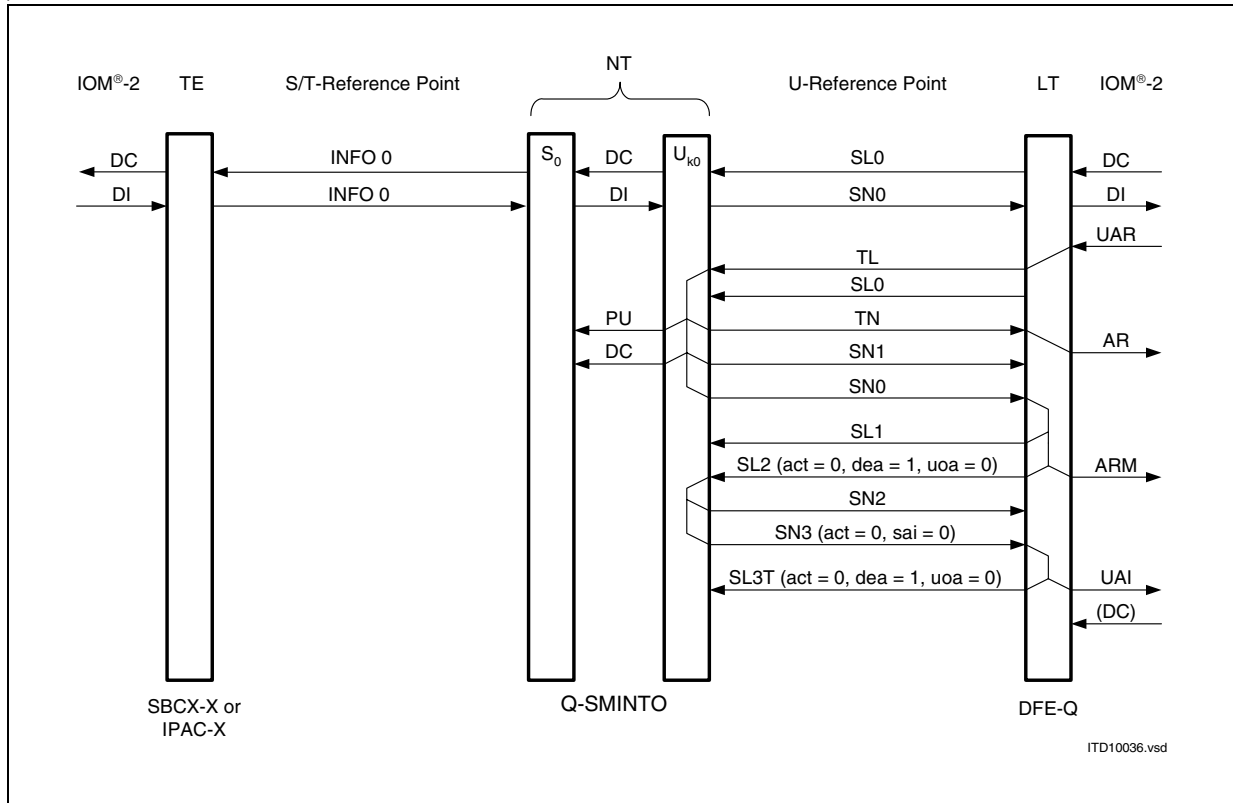 NT
IOM®-2 TE S/T-Reference Point U-Reference Point LT IOM®-2
S0 Uk0
DC INFO 0 DC SL0 DC
DI INFO 0 DI SN0 DI
UAR
TL
SL0
PU TN
AR
DC SN1
SN0
SL1
SL2 (act = 0, dea = 1, uoa = 0) ARM
SN2
SN3 (act = 0, sai = 0)
SL3T (act = 0, dea = 1, uoa = 0) UAI
(DC)
SBCX-X or
IPAC-X
Q-SMINTO
DFE-Q
ITD10036.vsd